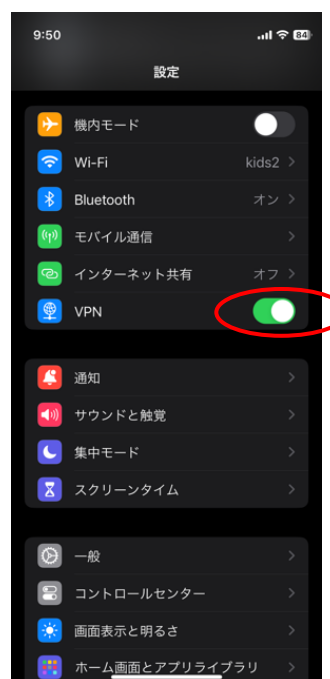 9:50
84
設定
機内モード
Wi-Fi kids2
Bluetooth オン
モバイル通信
インターネット共有 オフ
VPN
通知
サウンドと触覚
集中モード
スクリーンタイム
一般
コントロールセンター
画面表示と明るさ
ホーム画面とアプリライブラリ